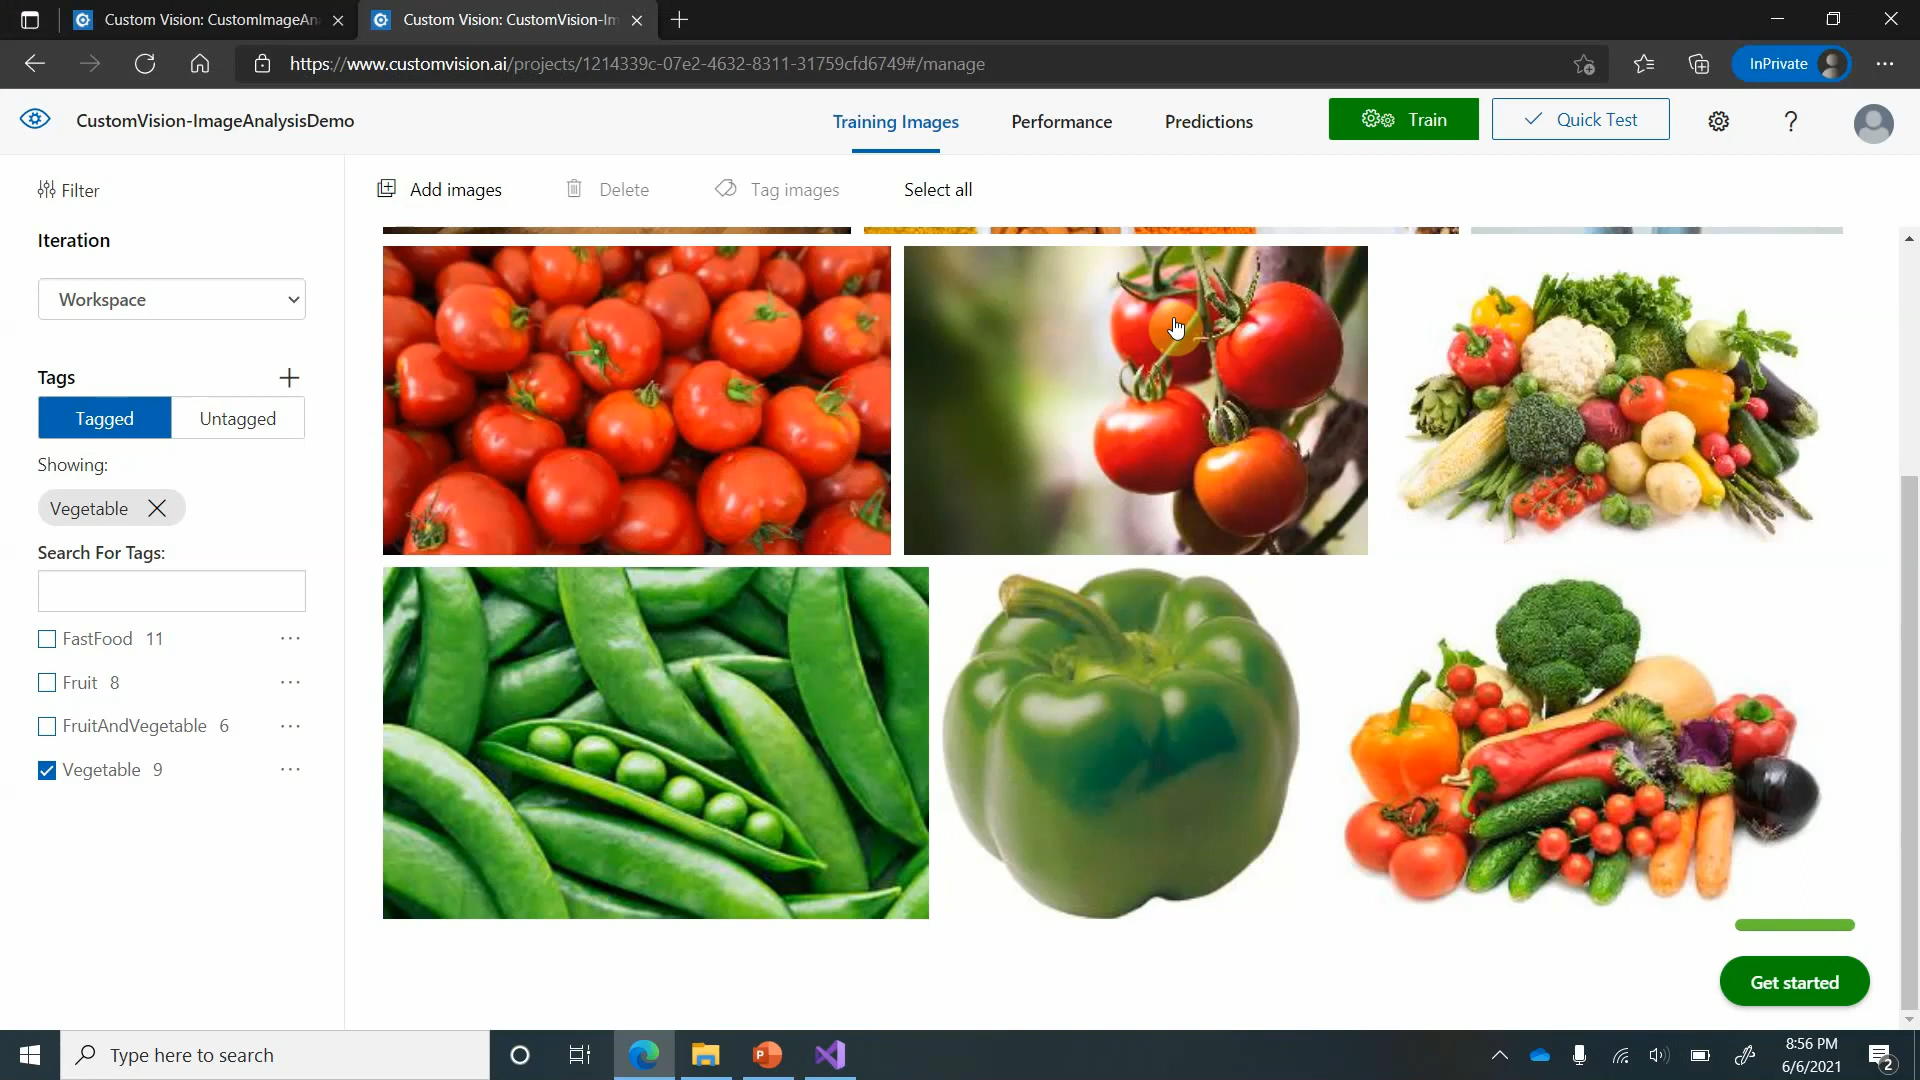 Custom Vision: CustomImageAn
Custom Vision: CustomVision-Im
https://www.customvision.ai/projects/1214339c-07e2-4632-8311-31759cfd6749#/manage
InPrivate
CustomVision-ImageAnalysisDemo
Training Images
Performance
Predictions
Train
Quick Test
?
Filter
Add images
Delete
Tag images
Select all
Iteration
Workspace
Tags
Tagged
Untagged
Showing:
Vegetable
Search For Tags:
FastFood 11
Fruit 8
FruitAndVegetable 6
Vegetable 9
Get started
Type here to search
8:56 PM
6/6/2021
2